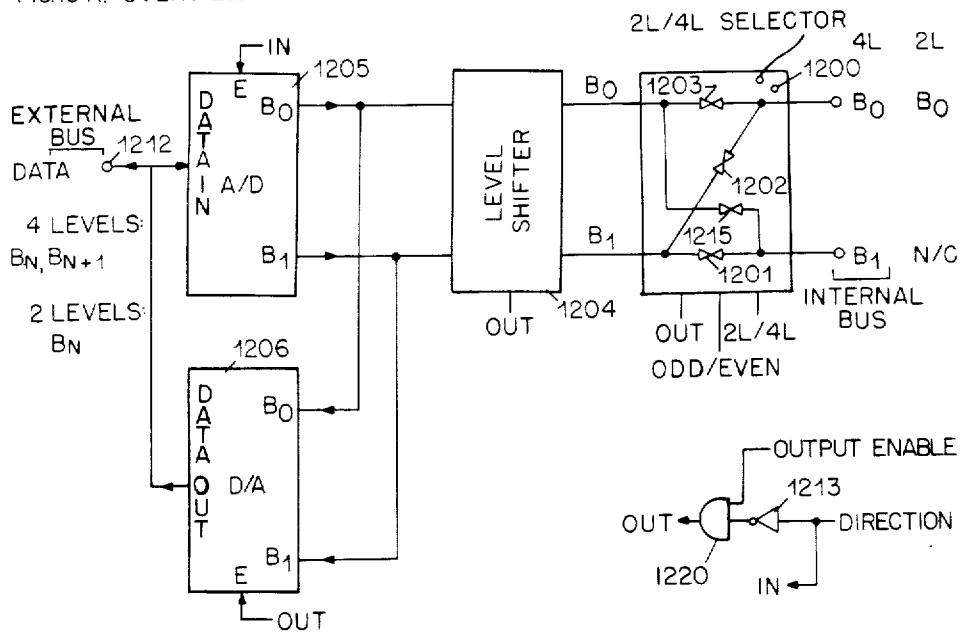 2L/4L SELECTOR
4L 2L
IN
1205
1200
E
B0
B0
1203
B0 B0
EXTERNAL
BUS
1212
DATA
DATA IN
A/D
LEVEL
SHIFTER
1202
4 LEVELS:
BN, BN+1
1215
B1
B1
1201
B1 N/C
2 LEVELS:
BN
OUT
1204
OUT
2L/4L
INTERNAL
BUS
ODD/EVEN
1206
B0
DATA OUT
D/A
OUTPUT ENABLE
1213
OUT
DIRECTION
B1
1220
IN
E
OUT